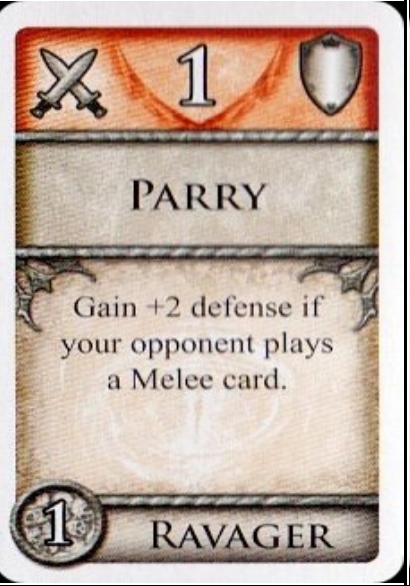 1
PARRY
Gain +2 defense if
your opponent plays
a Melee card.
1 RAVAGER